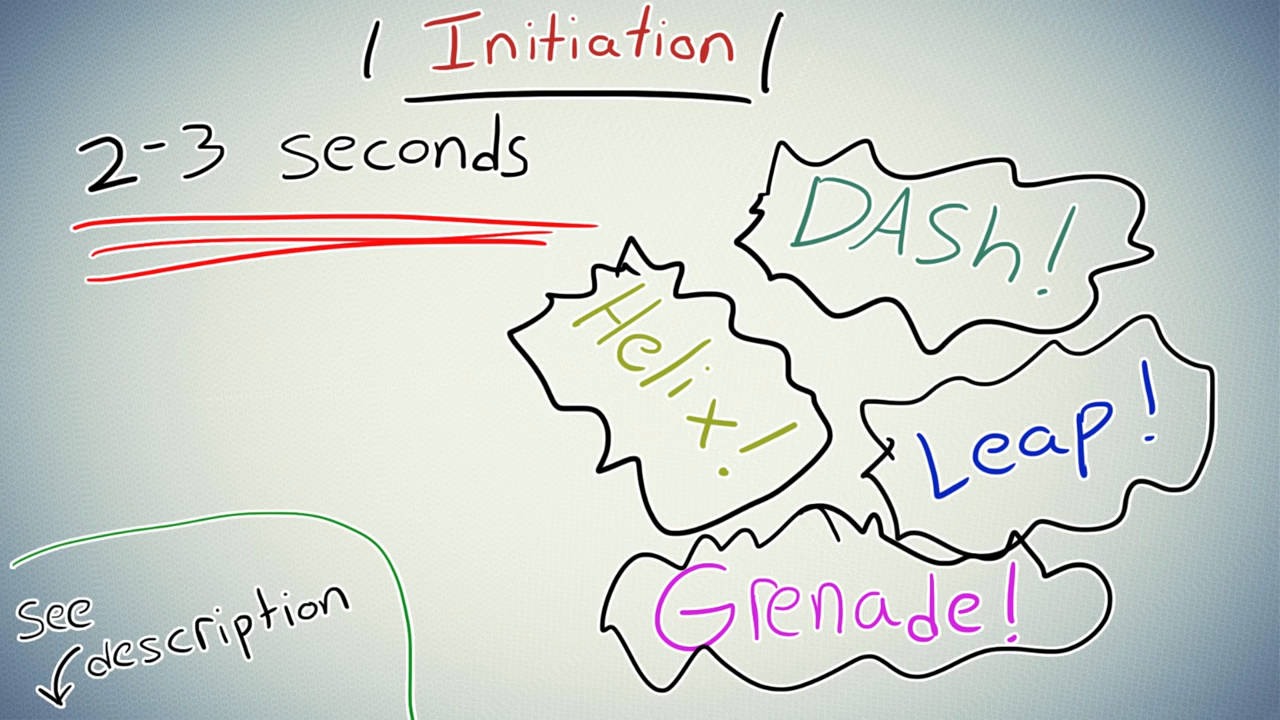 Initiation
2-3 seconds
DASh!
Helix!
Leap!
Grenade!
See
description